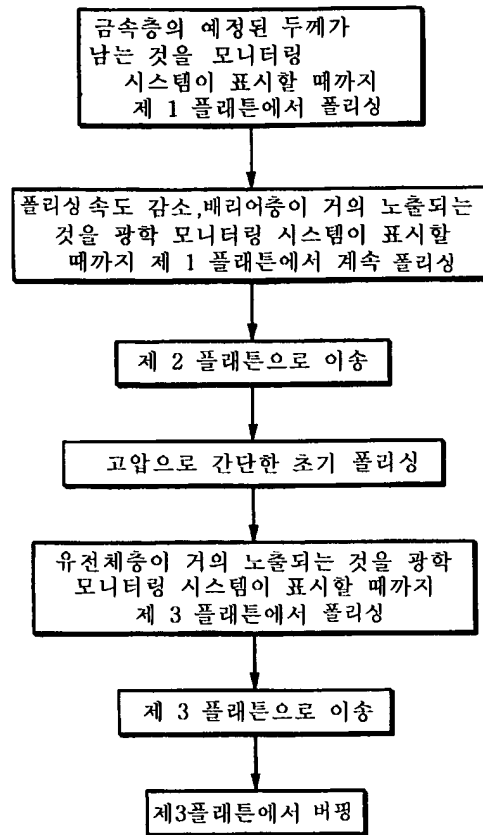 금속층의 예정된 두께가
남는 것을 모니터링
시스템이 표시할 때까지
제 1 플래튼에서 폴리싱
폴리싱 속도 감소,배리어층이 거의 노출되는
것을 광학 모니터링 시스템이 표시할
때까지 제 1 플래튼에서 계속 폴리싱
제 2 플래튼으로 이송
고압으로 간단한 초기 폴리싱
유전체층이 거의 노출되는 것을 광학
모니터링 시스템이 표시할 때까지
제 3 플래튼에서 폴리싱
제 3 플래튼으로 이송
제3플래튼에서 버핑